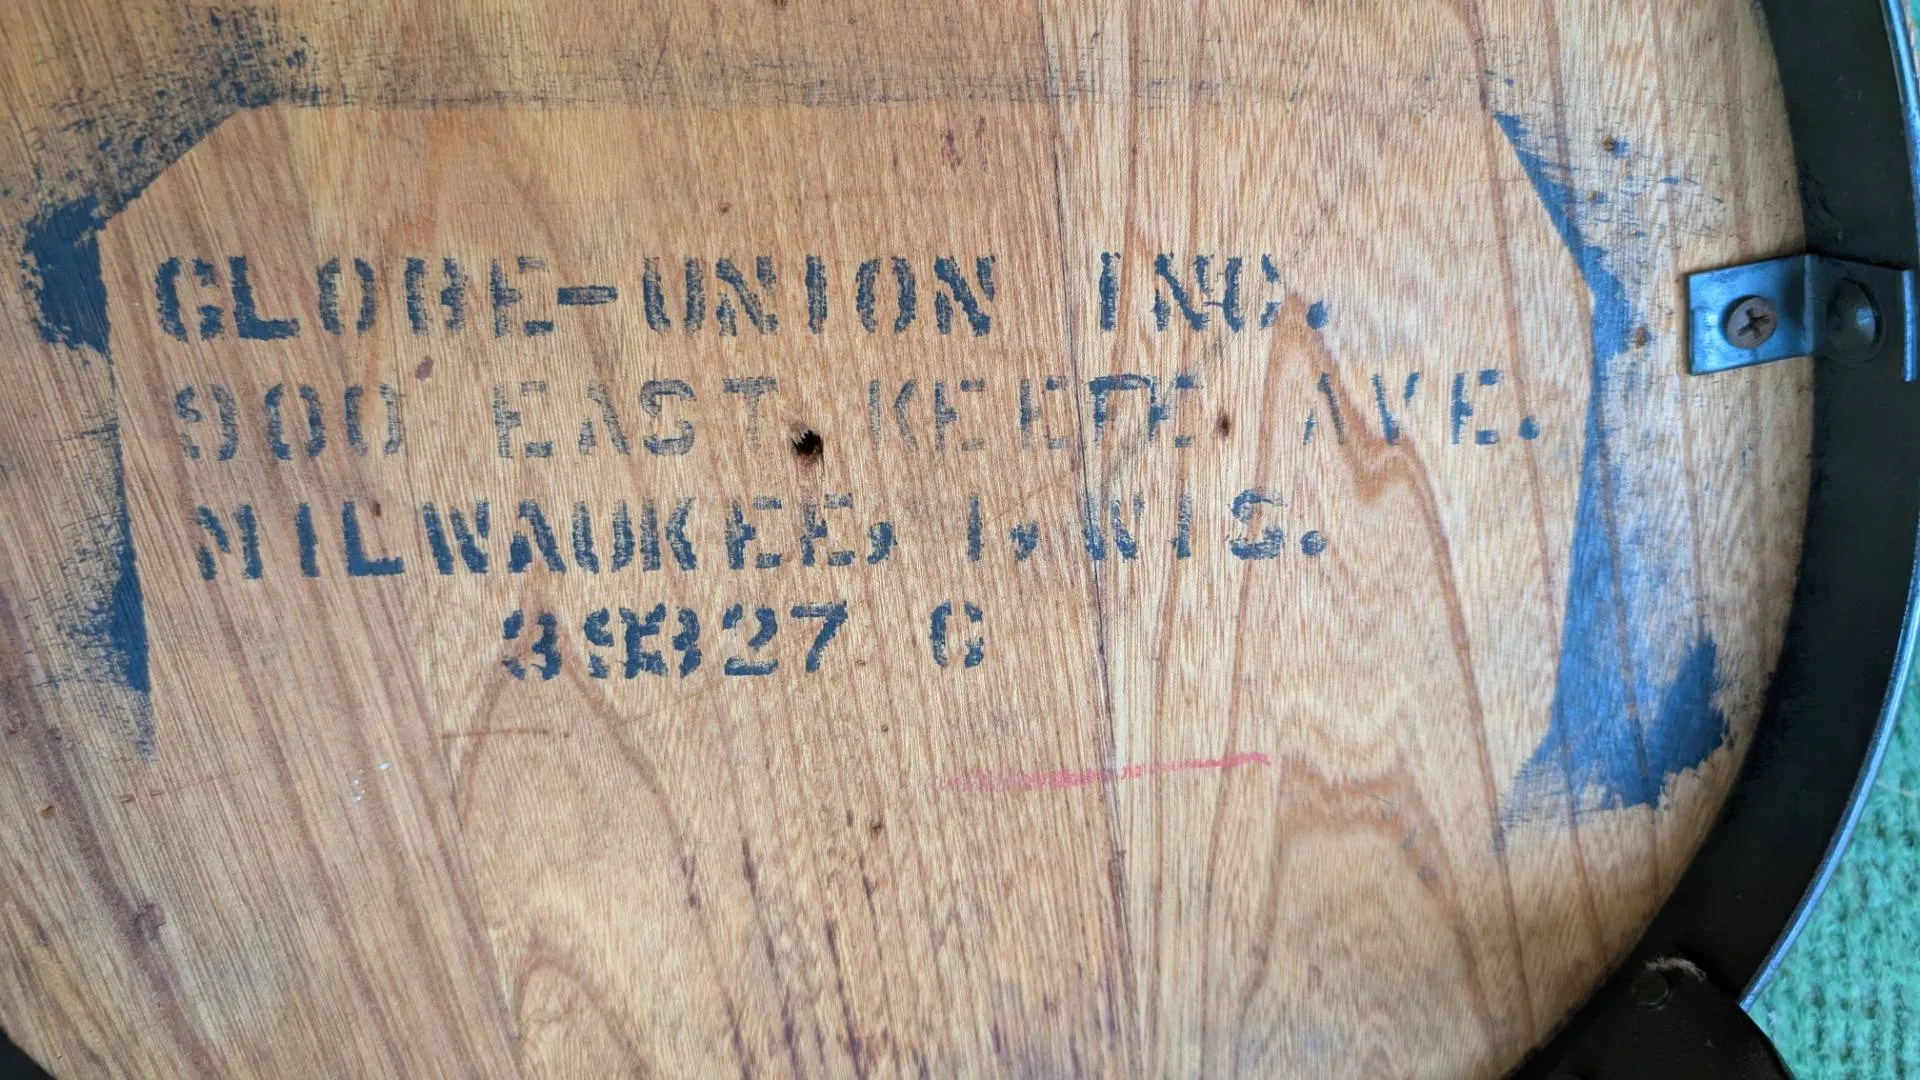 GLOBE-UNION INC.
900 EAST KEEFE AVE.
MILWAUKEE, 1, WIS.
C